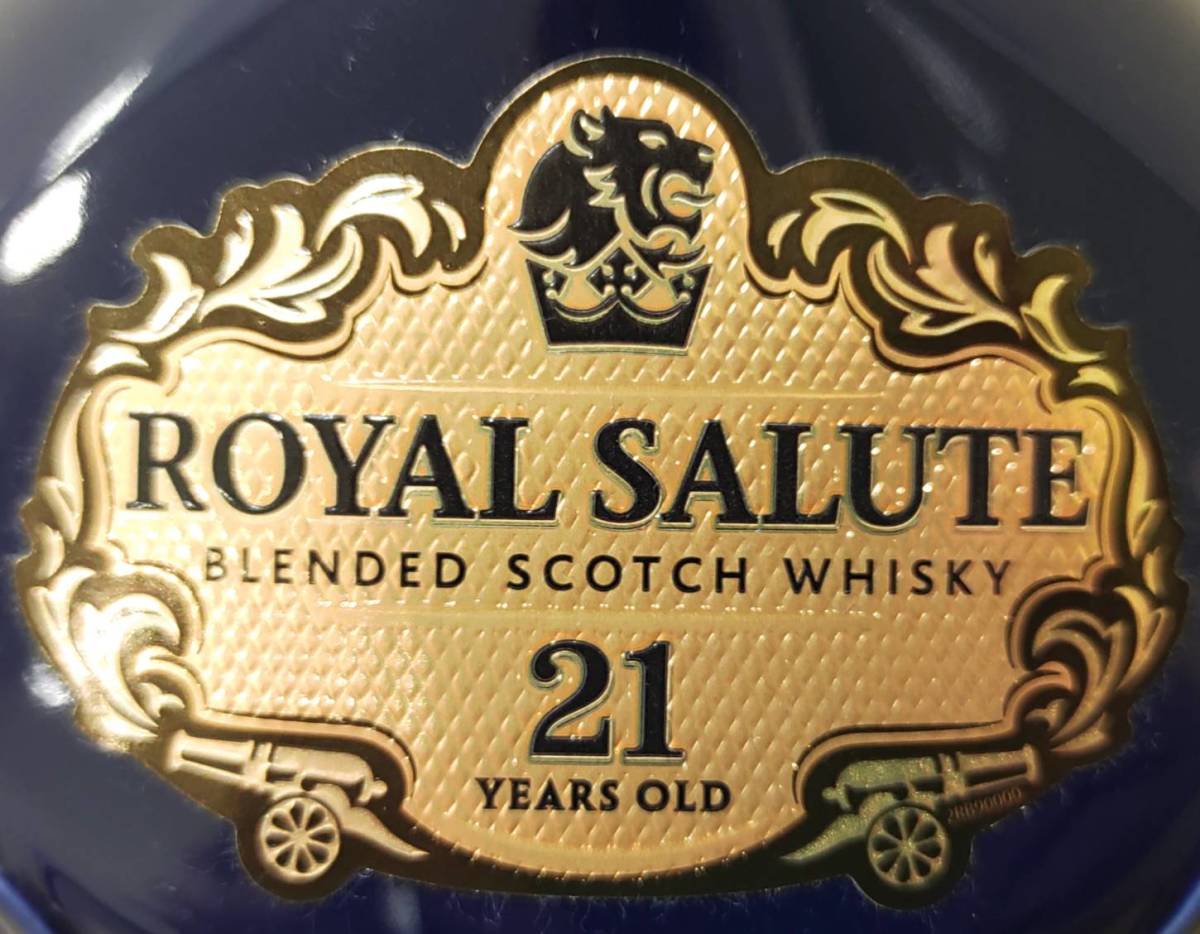 ROYAL SALUTE
BLENDED SCOTCH WHISKY
21
YEARS OLD